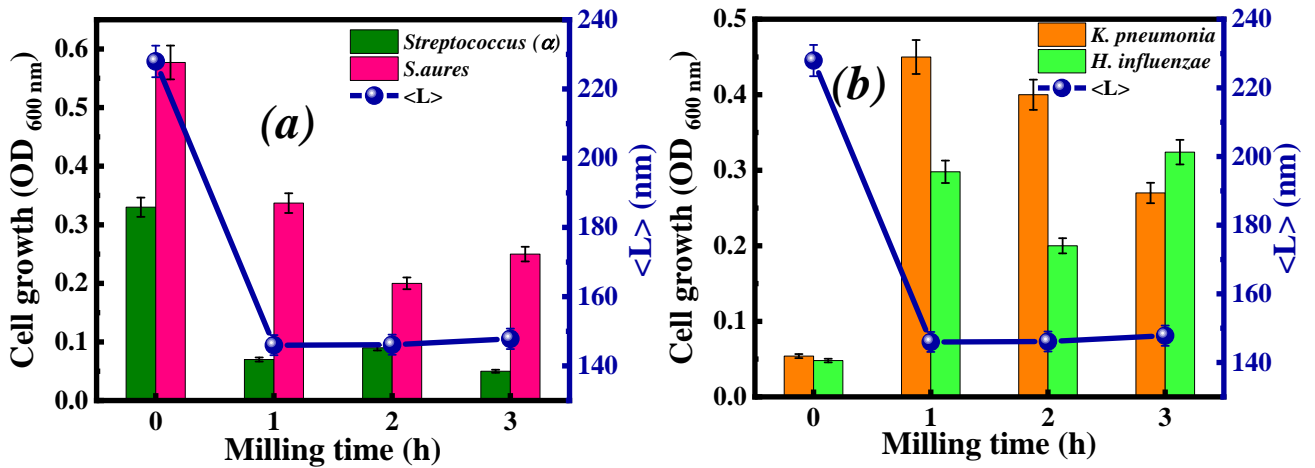 (a)
Streptococcus (α)
S.aures
<L>
Cell growth (OD 600 nm)
0.6
0.5
0.4
0.3
0.2
0.1
0.0
240
220
200
180
160
140
<L> (nm)
0 1 2 3
Milling time (h)
(b)
K. pneumonia
H. influenzae
<L>
Cell growth (OD 600 nm)
0.5
0.4
0.3
0.2
0.1
0.0
240
220
200
180
160
140
<L> (nm)
0 1 2 3
Milling time (h)